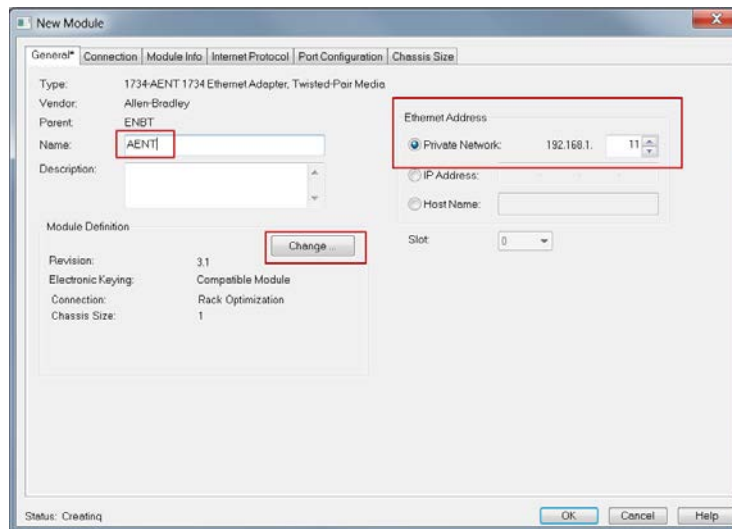 New Module
General* Connection Module Info Internet Protocol Port Configuration Chassis Size
Type: 1734-AENT 1734 Ethernet Adapter, Twisted-Pair Media
Vendor: Allen-Bradley
Parent: ENBT
Name: AENT
Description:
Ethernet Address
Private Network: 192.168.1. 11
IP Address:
Host Name:
Module Definition
Change ...
Slot: 0
Revision: 3.1
Electronic Keying: Compatible Module
Connection: Rack Optimization
Chassis Size: 1
Status: Creating
OK Cancel Help